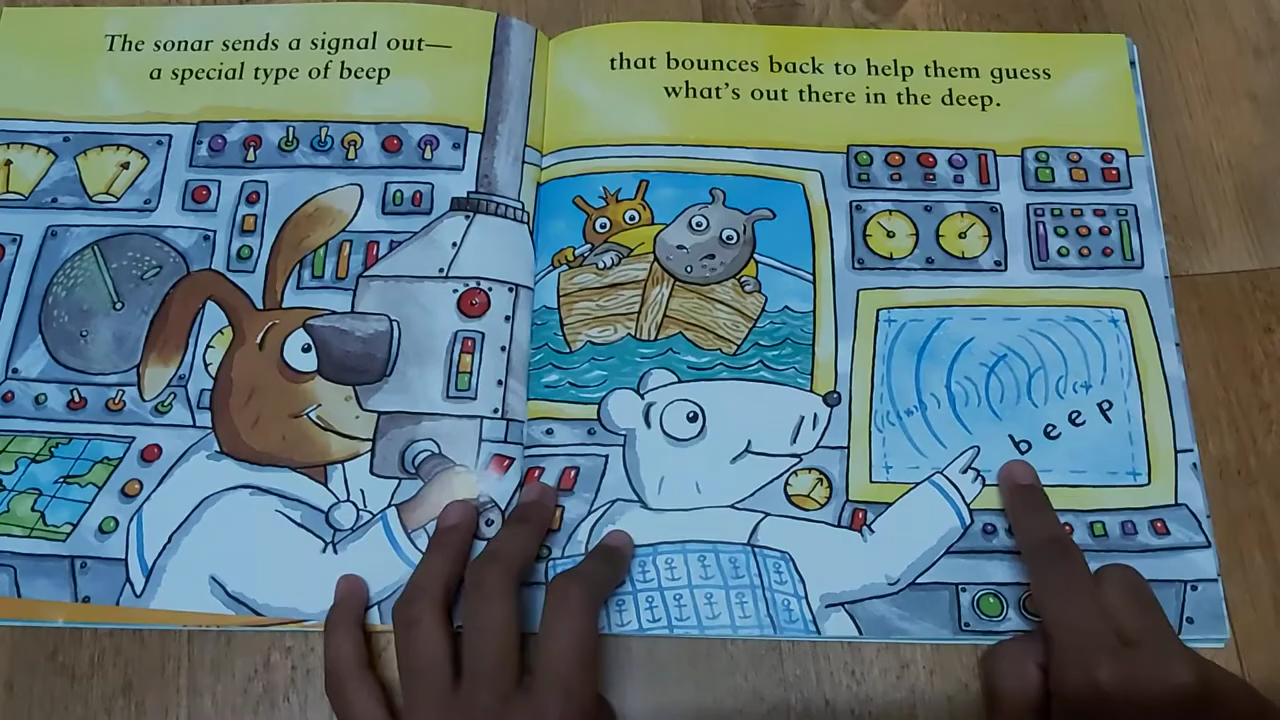 The sonar sends a signal out—
a special type of beep
that bounces back to help them guess
what's out there in the deep.
beep